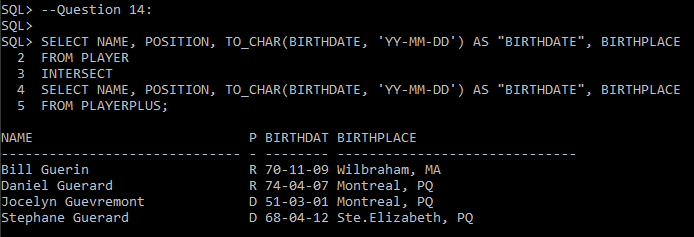 SQL> --Question 14:
SQL>
SQL> SELECT NAME, POSITION, TO_CHAR(BIRTHDATE, 'YY-MM-DD') AS "BIRTHDATE", BIRTHPLACE
2 FROM PLAYER
3 INTERSECT
4 SELECT NAME, POSITION, TO_CHAR(BIRTHDATE, 'YY-MM-DD') AS "BIRTHDATE", BIRTHPLACE
5 FROM PLAYERPLUS;
NAME P BIRTHDAT BIRTHPLACE
------------------------------ - -------- ------------------------------
Bill Guerin R 70-11-09 Wilbraham, MA
Daniel Guerard R 74-04-07 Montreal, PQ
Jocelyn Guevremont D 51-03-01 Montreal, PQ
Stephane Guerard D 68-04-12 Ste.Elizabeth, PQ